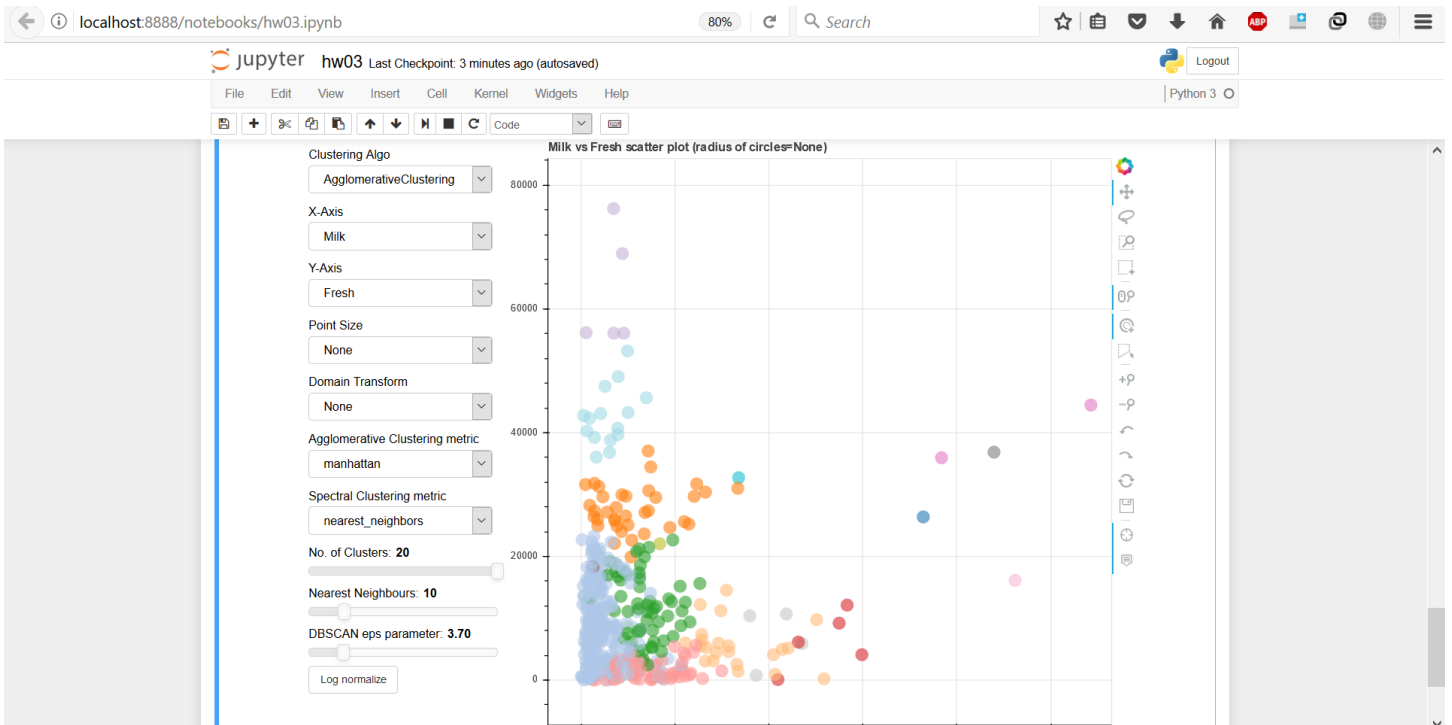 localhost:8888/notebooks/hw03.ipynb
80%
Search
ABP
jupyter hw03 Last Checkpoint: 3 minutes ago (autosaved)
Logout
File Edit View Insert Cell Kernel Widgets Help
Python 3
Code
Clustering Algo
AgglomerativeClustering
X-Axis
Milk
Y-Axis
Fresh
Point Size
None
Domain Transform
None
Agglomerative Clustering metric
manhattan
Spectral Clustering metric
nearest_neighbors
No. of Clusters: 20
Nearest Neighbours: 10
DBSCAN eps parameter: 3.70
Log normalize
Milk vs Fresh scatter plot (radius of circles=None)
80000
60000
40000
20000
0